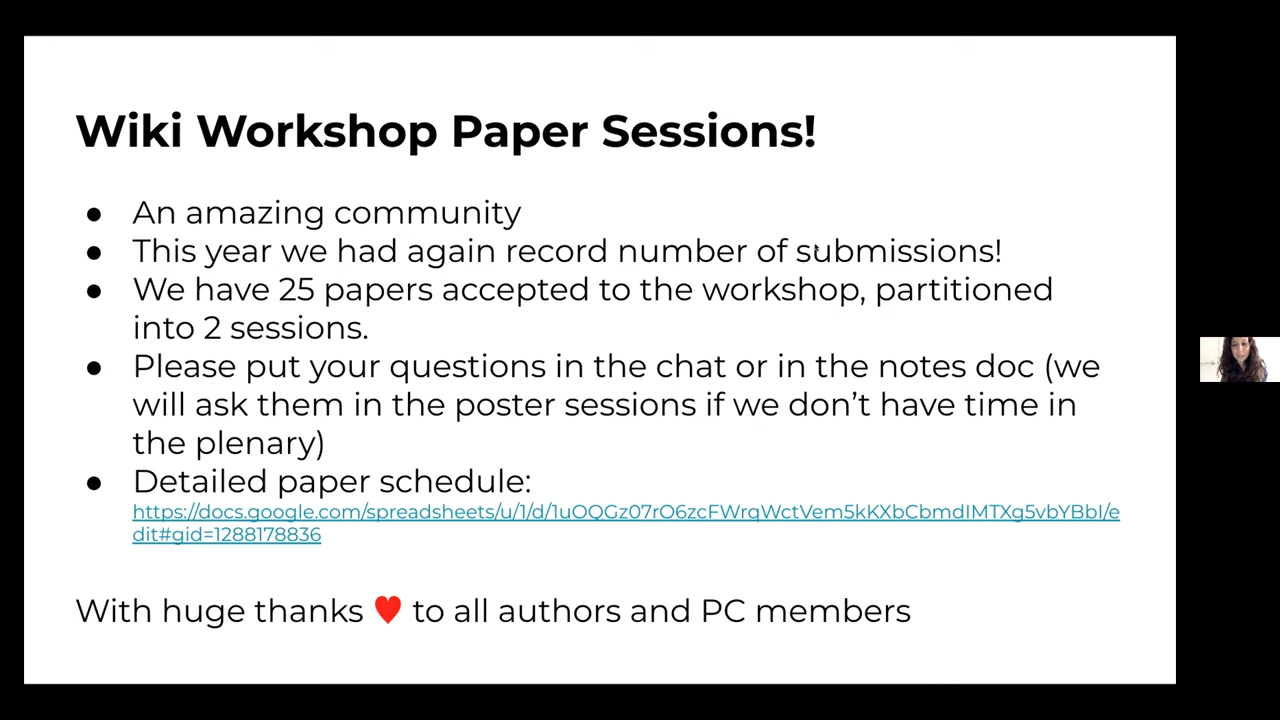 Wiki Workshop Paper Sessions!
● An amazing community
● This year we had again record number of submissions!
● We have 25 papers accepted to the workshop, partitioned
into 2 sessions.
● Please put your questions in the chat or in the notes doc (we
will ask them in the poster sessions if we don’t have time in
the plenary)
● Detailed paper schedule:
https://docs.google.com/spreadsheets/u/1/d/1uOQGz07rO6zcFWrqWctVem5kKXbCbmdIMTXg5vbYBbI/e
dit#gid=1288178836
With huge thanks ♥ to all authors and PC members